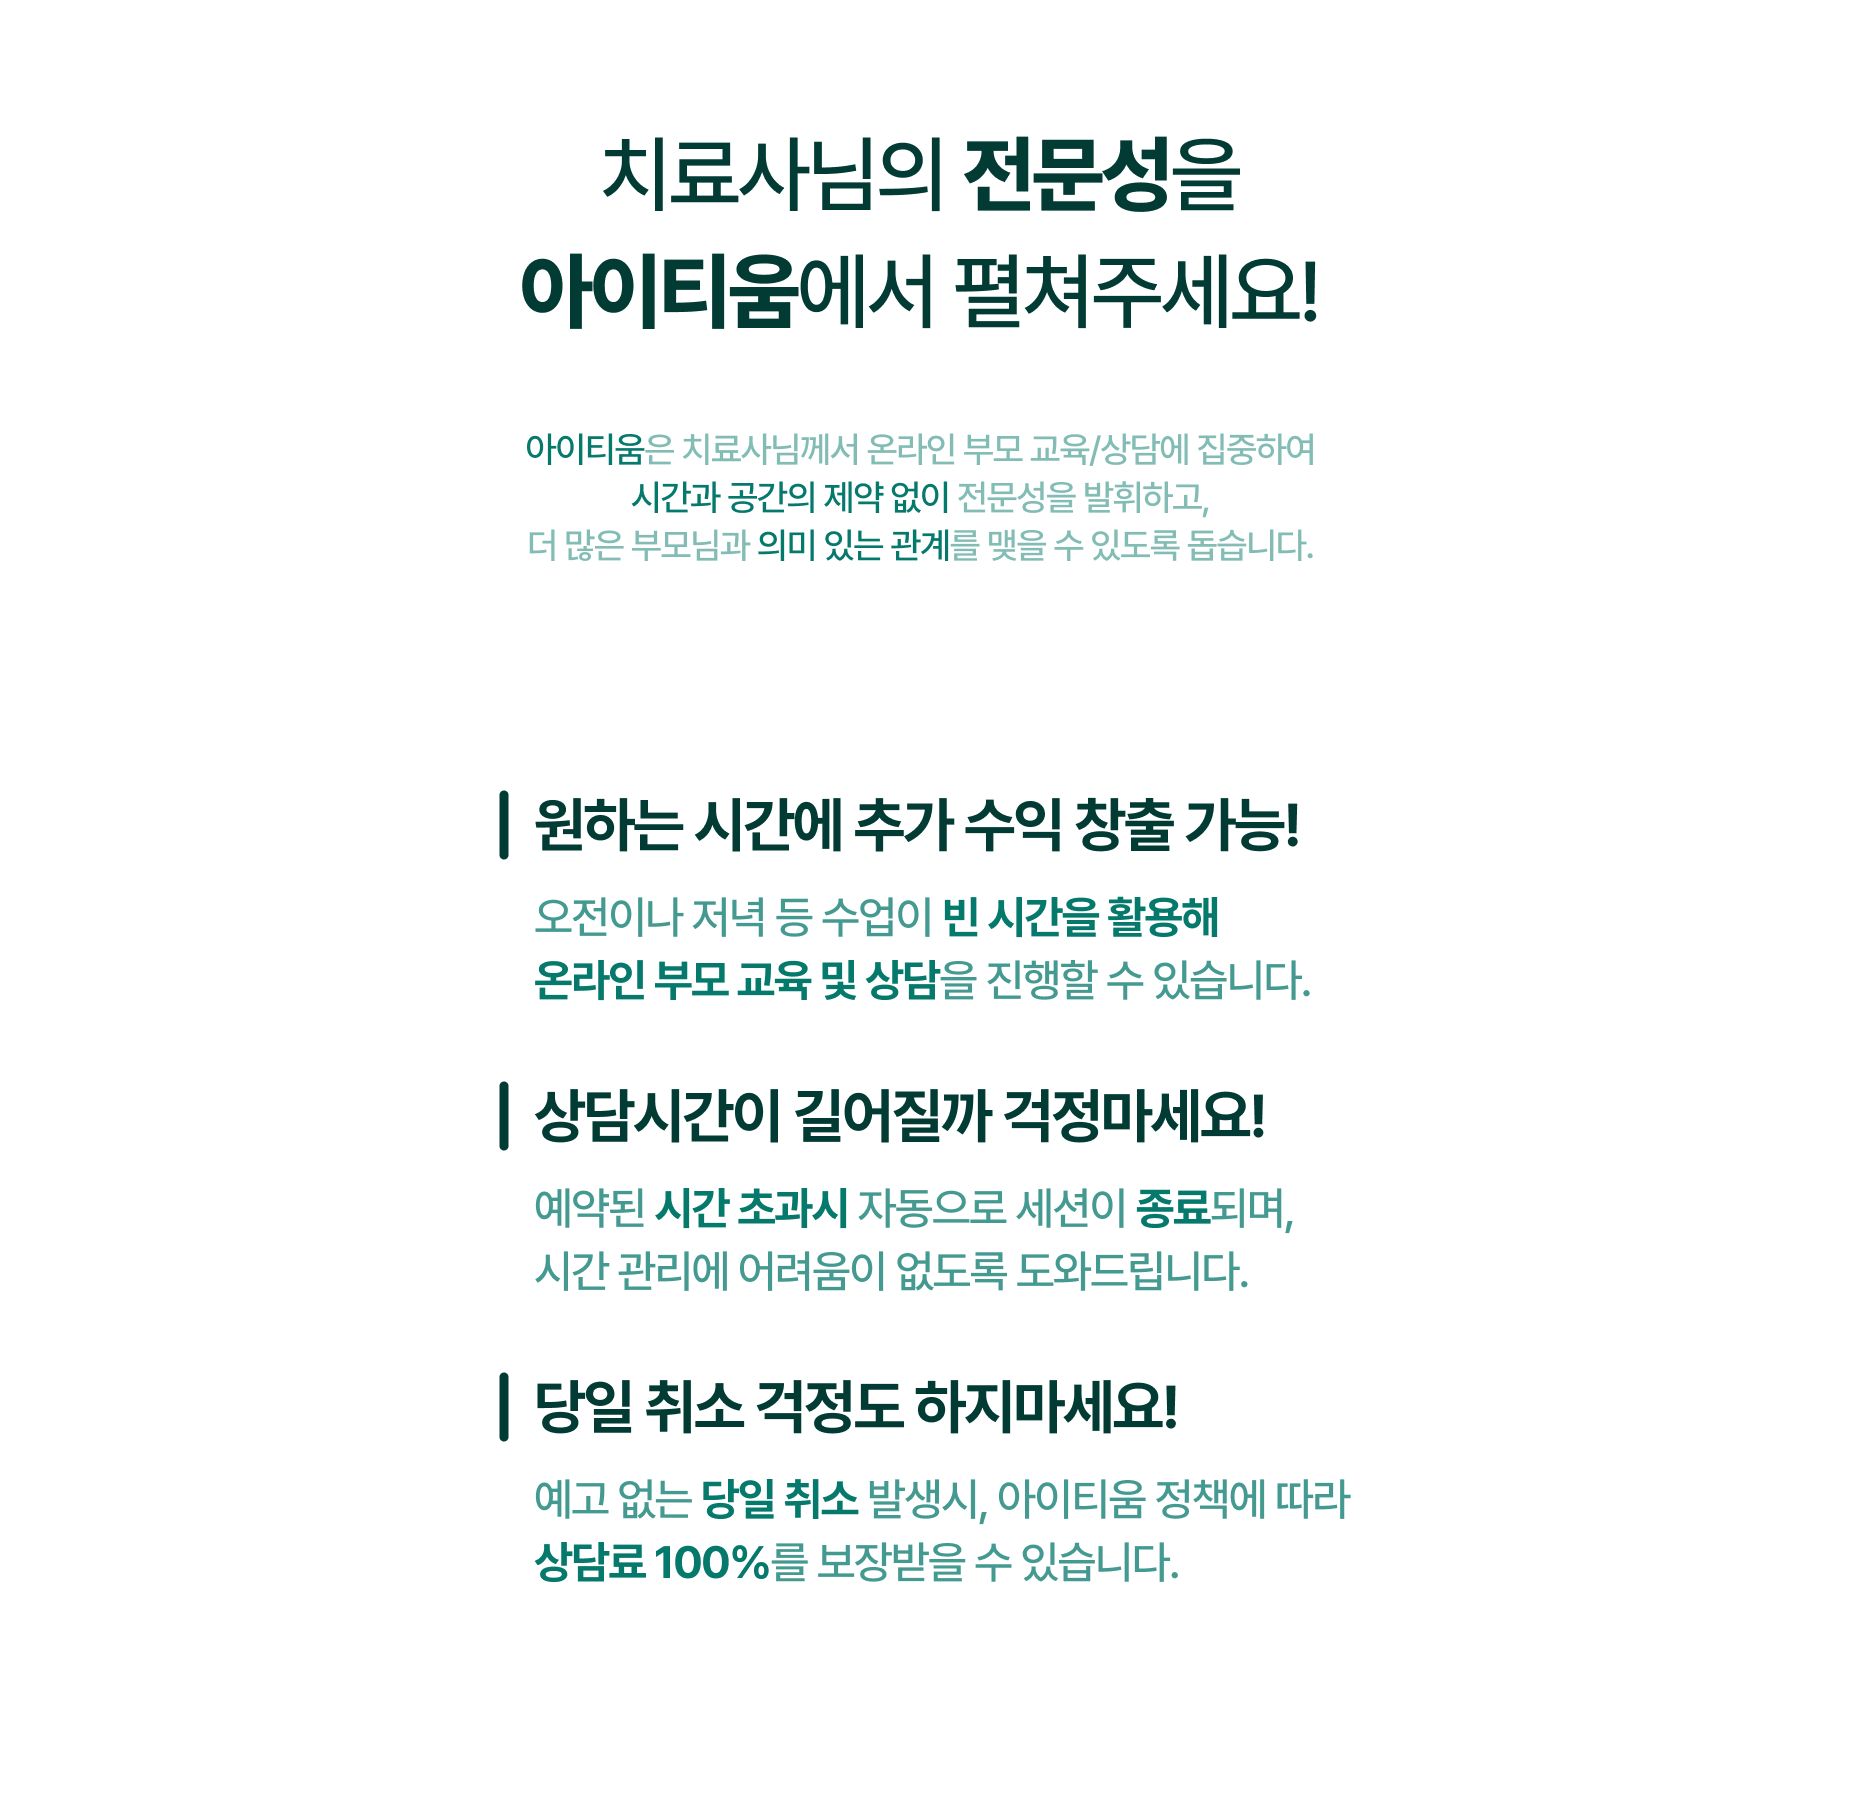 치료사님의 전문성을
아이티움에서 펼쳐주세요!
아이티움은 치료사님께서 온라인 부모 교육/상담에 집중하여
시간과 공간의 제약 없이 전문성을 발휘하고,
더 많은 부모님과 의미 있는 관계를 맺을 수 있도록 돕습니다.
원하는 시간에 추가 수익 창출 가능!
오전이나 저녁 등 수업이 빈 시간을 활용해
온라인 부모 교육 및 상담을 진행할 수 있습니다.
상담시간이 길어질까 걱정마세요!
예약된 시간 초과시 자동으로 세션이 종료되며,
시간 관리에 어려움이 없도록 도와드립니다.
당일 취소 걱정도 하지마세요!
예고 없는 당일 취소 발생시, 아이티움 정책에 따라
상담료 100%를 보장받을 수 있습니다.